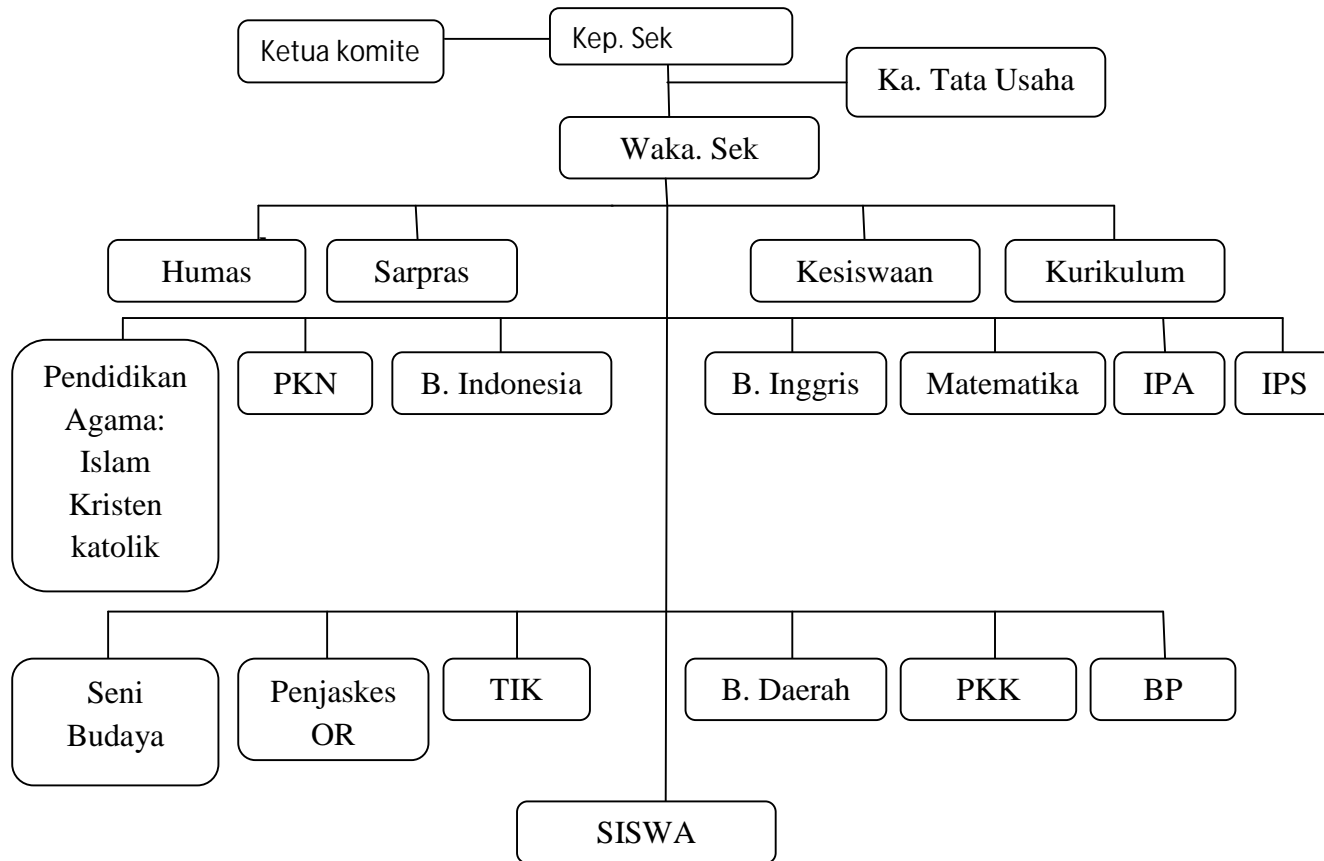 Ketua komite
Kep. Sek
Ka. Tata Usaha
Waka. Sek
Humas
Sarpras
Kesiswaan
Kurikulum
Pendidikan
Agama:
Islam
Kristen
katolik
PKN
B. Indonesia
B. Inggris
Matematika
IPA
IPS
Seni
Budaya
Penjaskes
OR
TIK
B. Daerah
PKK
BP
SISWA